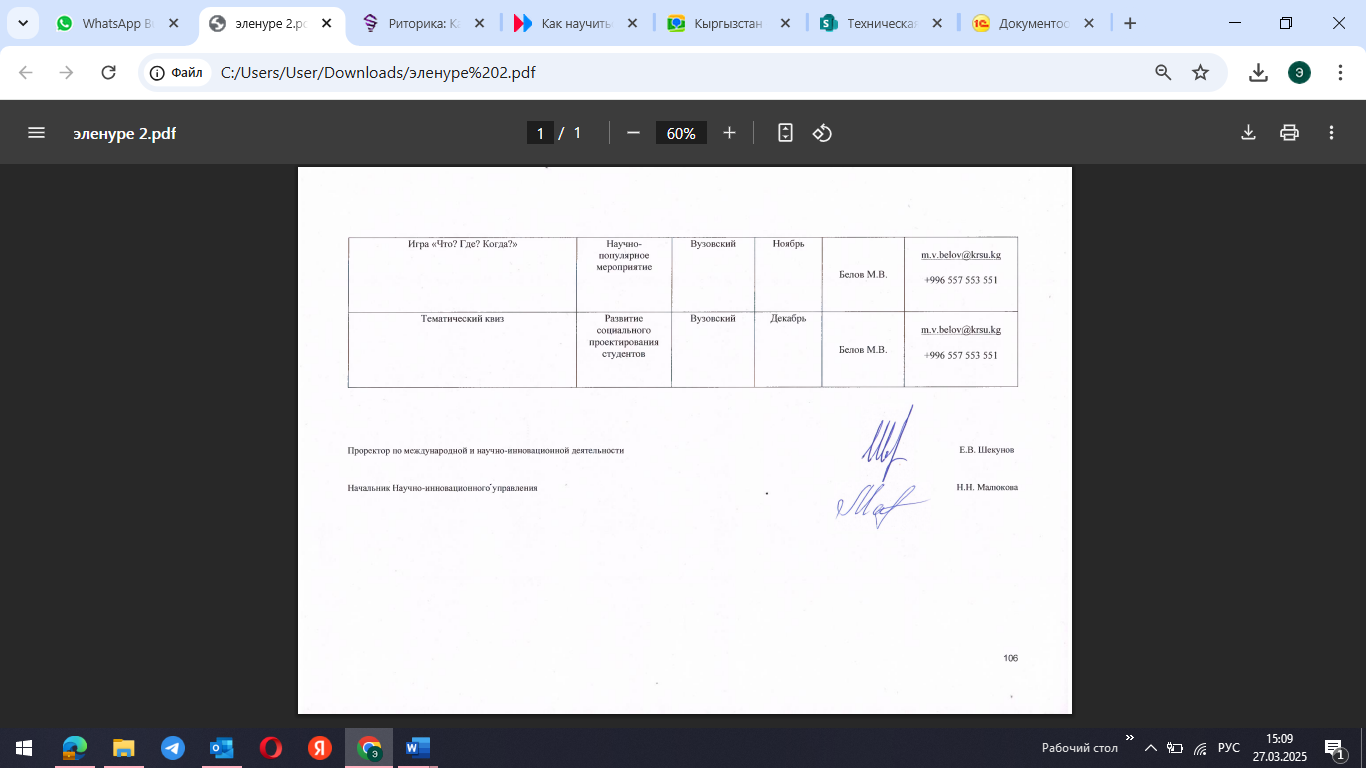 WhatsApp В
эленуре 2.pd
Риторика: К
Как научить
Кыргызстан
Техническая
Документоо
Файл
C:/Users/User/Downloads/эленуре%202.pdf
Э
эленуре 2.pdf
1 / 1
60%
Игра «Что? Где? Когда?»
Научно-
популярное
мероприятие
Вузовский
Ноябрь
Белов М.В.
m.v.belov@krsu.kg
+996 557 553 551
Тематический квиз
Развитие
социального
проектирования
студентов
Вузовский
Декабрь
Белов М.В.
m.v.belov@krsu.kg
+996 557 553 551
Проректор по международной и научно-инновационной деятельности
Е.В. Шекунов
Начальник Научно-инновационного управления
Н.Н. Малюкова
106
Рабочий стол
РУС
15:09
27.03.2025
1